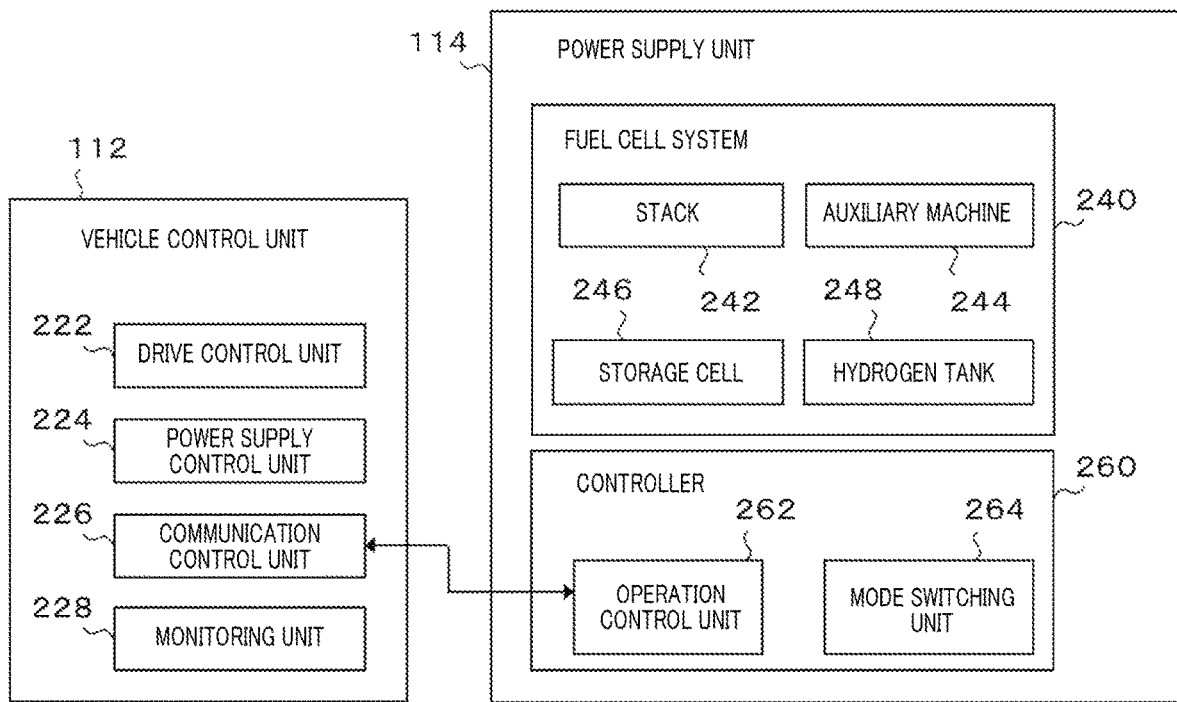 112
VEHICLE CONTROL UNIT
222
DRIVE CONTROL UNIT
224
POWER SUPPLY
CONTROL UNIT
226
COMMUNICATION
CONTROL UNIT
228
MONITORING UNIT
114
POWER SUPPLY UNIT
FUEL CELL SYSTEM
240
STACK
242
AUXILIARY MACHINE
244
246
STORAGE CELL
248
HYDROGEN TANK
260
CONTROLLER
262
OPERATION
CONTROL UNIT
264
MODE SWITCHING
UNIT